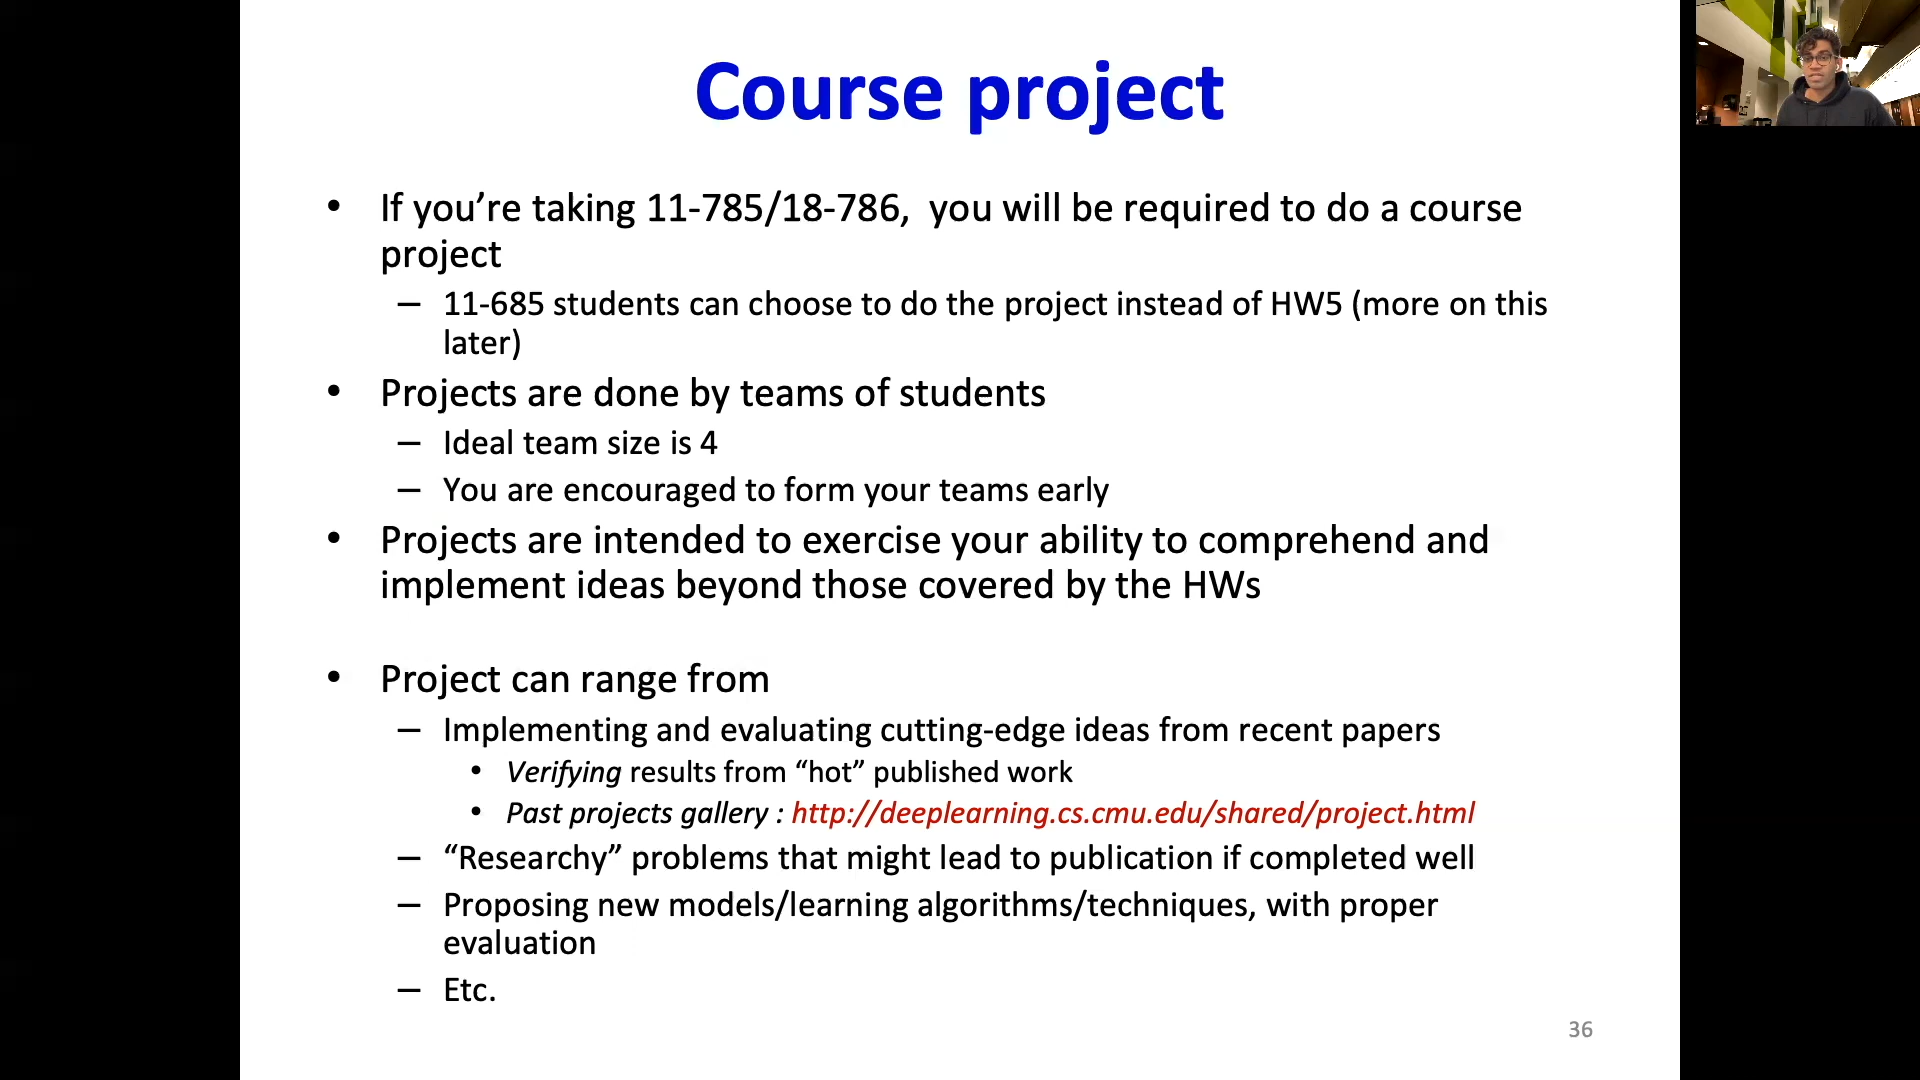 Course project
• If you’re taking 11-785/18-786,  you will be required to do a course
project
– 11-685 students can choose to do the project instead of HW5 (more on this
later)
• Projects are done by teams of students
– Ideal team size is 4
– You are encouraged to form your teams early
• Projects are intended to exercise your ability to comprehend and
implement ideas beyond those covered by the HWs
• Project can range from
– Implementing and evaluating cutting-edge ideas from recent papers
• Verifying results from “hot” published work
• Past projects gallery : http://deeplearning.cs.cmu.edu/shared/project.html
– “Researchy” problems that might lead to publication if completed well
– Proposing new models/learning algorithms/techniques, with proper
evaluation
– Etc.
36